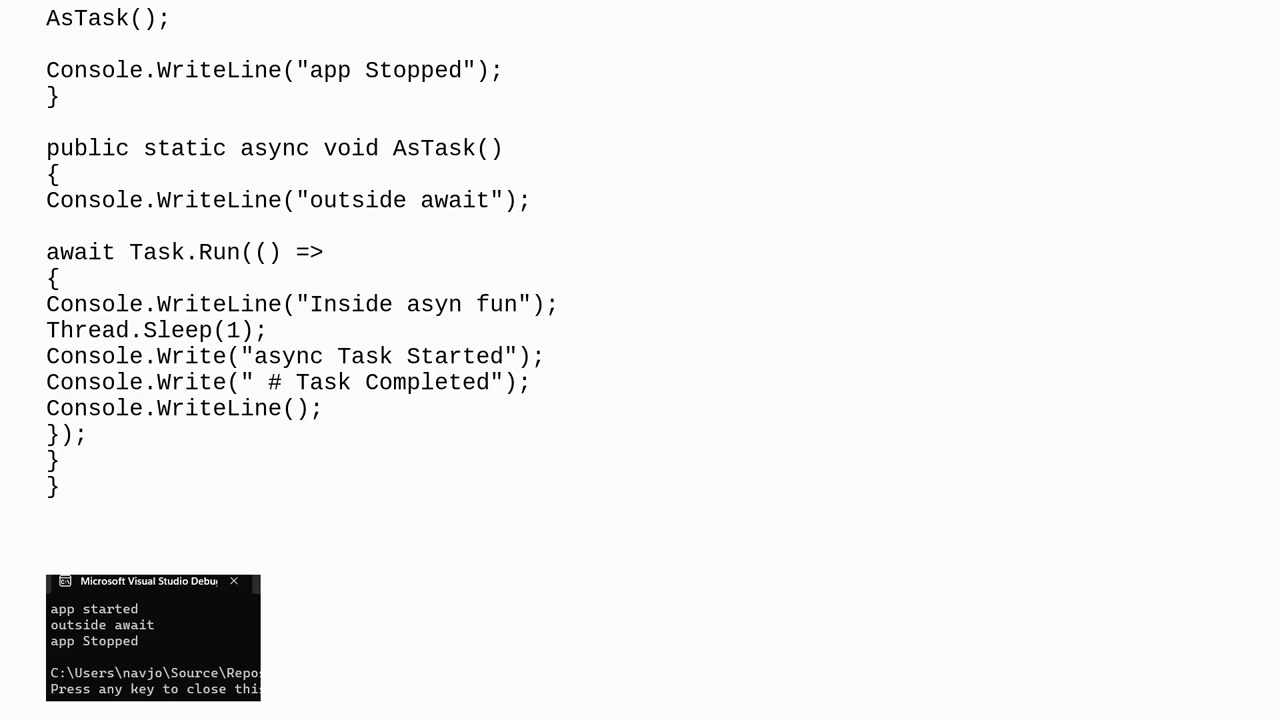 AsTask();
Console.WriteLine("app Stopped");
}
public static async void AsTask()
{
Console.WriteLine("outside await");
await Task.Run(() =>
{
Console.WriteLine("Inside asyn fun");
Thread.Sleep(1);
Console.Write("async Task Started");
Console.Write(" # Task Completed");
Console.WriteLine();
});
}
}
Microsoft Visual Studio Debu
app started
outside await
app Stopped
C:\Users\navjo\Source\Repo
Press any key to close thi